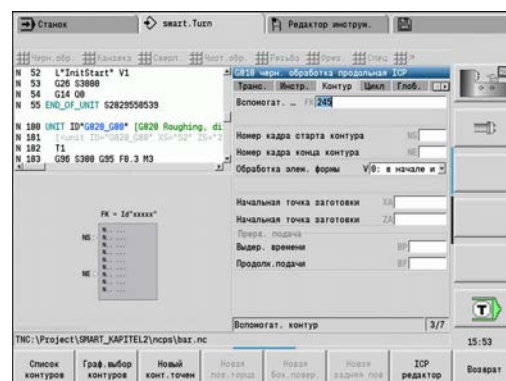 Станок
smart.Turn
Редактор инструм.
Черн.обр. Канавка Сверл. Чист.обр. Резьба Фрез. Спец
N 52 L"InitStart" V1
N 53 G26 S3000
N 54 G14 Q0
N 55 END_OF_UNIT S2829550539
N 180 UNIT ID"G820_G80" [G820 Roughing, di
N 181
N 182 T1
N 183 G96 S300 G95 F0.3 M3
G810 черн. обработка продольная ICP
Транс. Инстр. Контур Цикл Глоб.
Вспомогат. … FK 245
Номер кадра старта контура NS
Номер кадра конца контура NE
Обработка элем. формы V 0: в начале и
Начальная точка заготовки XA
Начальная точка заготовки ZA
Прерв. подача
Выдер. времени BP
Продолж.подачи BF
FK = Id"xxxxx"
NS:
NE:
Вспомогат. контур 3/7
TNC:\Project\SMART_KAPITEL2\ncps\bar.nc
15:53
Список контуров
Граф.выбор контуров
Новый конт.точен
Новая пов.торца
Новая бок.повер.
Новая задняя пов
ICP редактор
Возврат